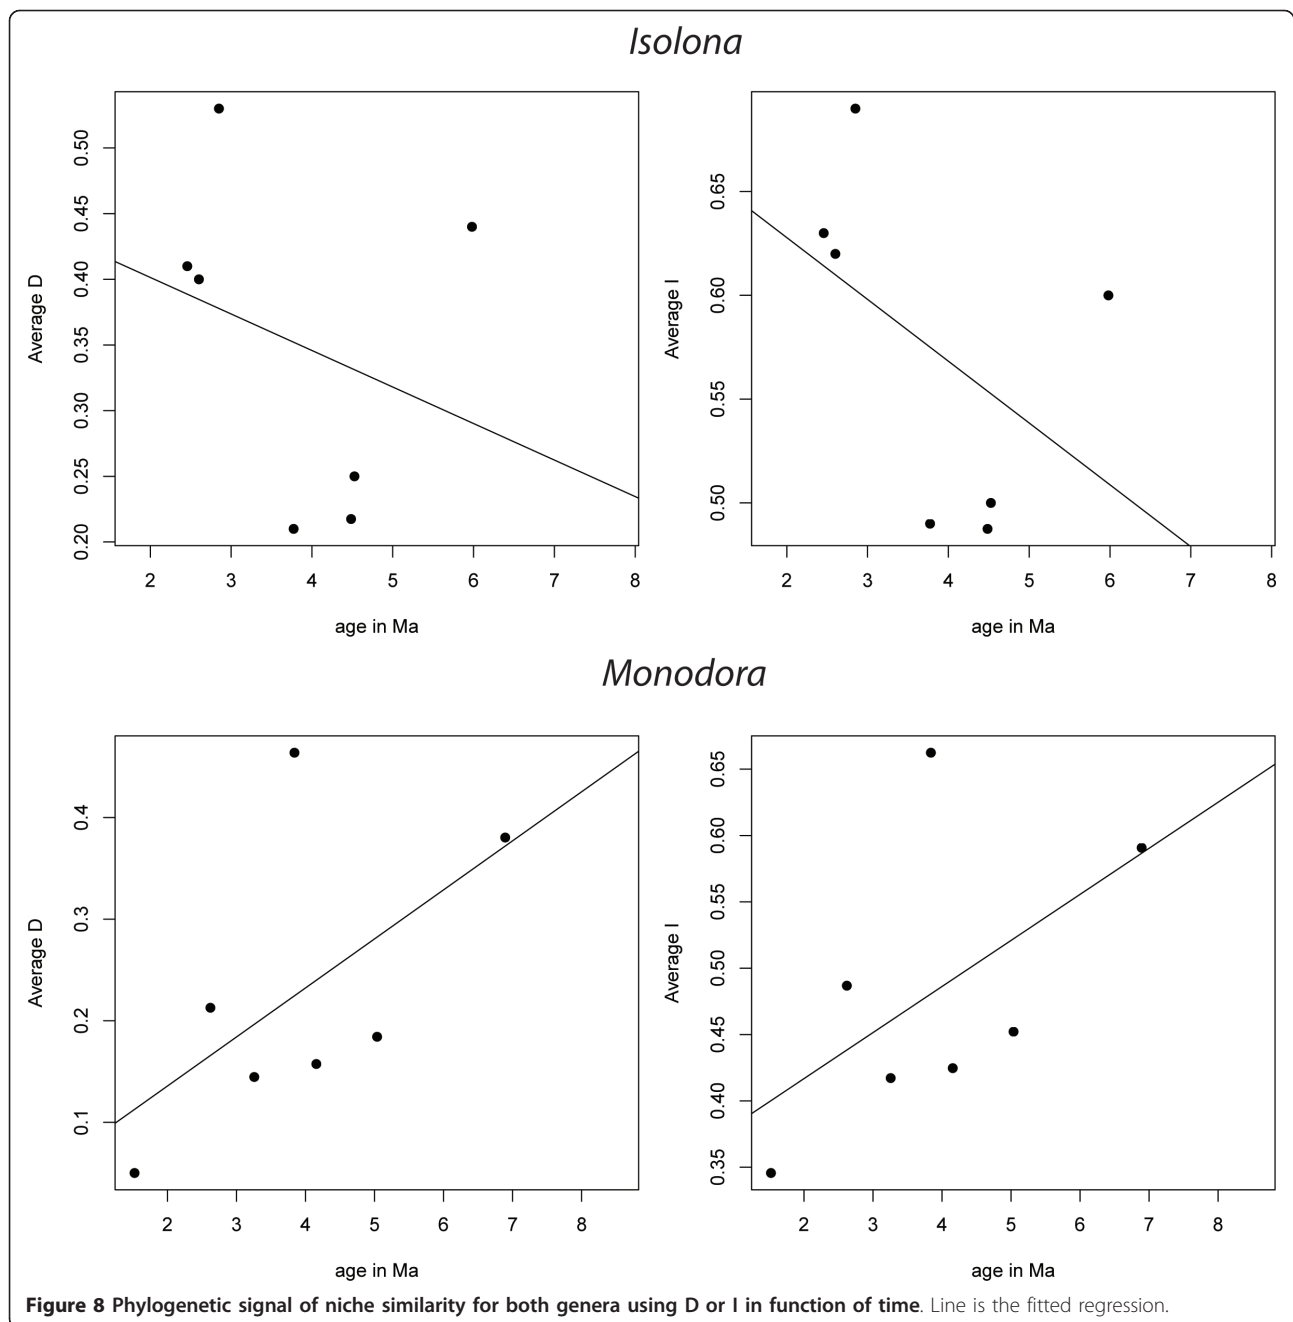 Isolona
Average D
0.20 0.25 0.30 0.35 0.40 0.45 0.50
2 3 4 5 6 7 8
age in Ma
Average I
0.50 0.55 0.60 0.65
2 3 4 5 6 7 8
age in Ma
Monodora
Average D
0.1 0.2 0.3 0.4
2 3 4 5 6 7 8
age in Ma
Average I
0.35 0.40 0.45 0.50 0.55 0.60 0.65
2 3 4 5 6 7 8
age in Ma
Figure 8 Phylogenetic signal of niche similarity for both genera using D or I in function of time. Line is the fitted regression.